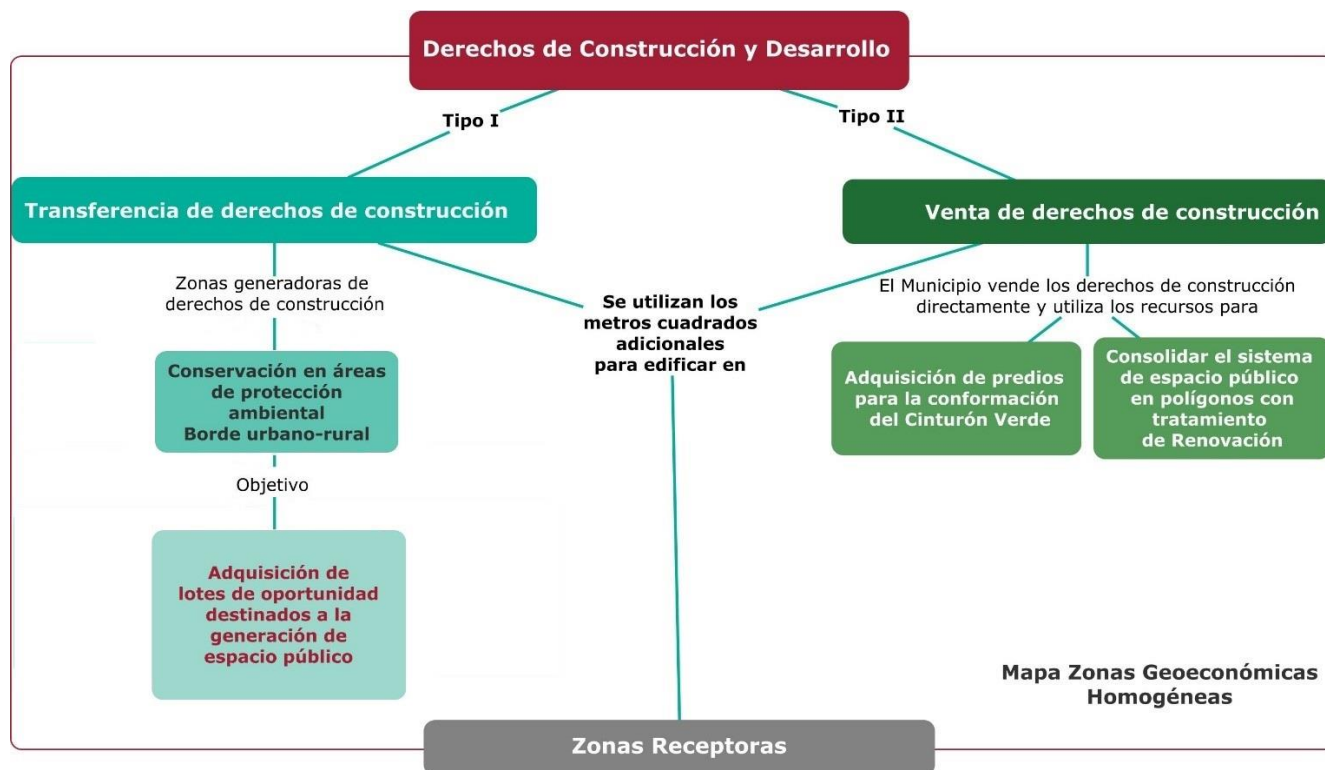 Derechos de Construcción y Desarrollo
Tipo I
Tipo II
Transferencia de derechos de construcción
Venta de derechos de construcción
Zonas generadoras de
derechos de construcción
Conservación en áreas
de protección
ambiental
Borde urbano-rural
Objetivo
Adquisición de
lotes de oportunidad
destinados a la
generación de
espacio público
Se utilizan los
metros cuadrados
adicionales
para edificar en
El Municipio vende los derechos de construcción
directamente y utiliza los recursos para
Adquisición de predios
para la conformación
del Cinturón Verde
Consolidar el sistema
de espacio público
en polígonos con
tratamiento
de Renovación
Mapa Zonas Geoeconómicas
Homogéneas
Zonas Receptoras